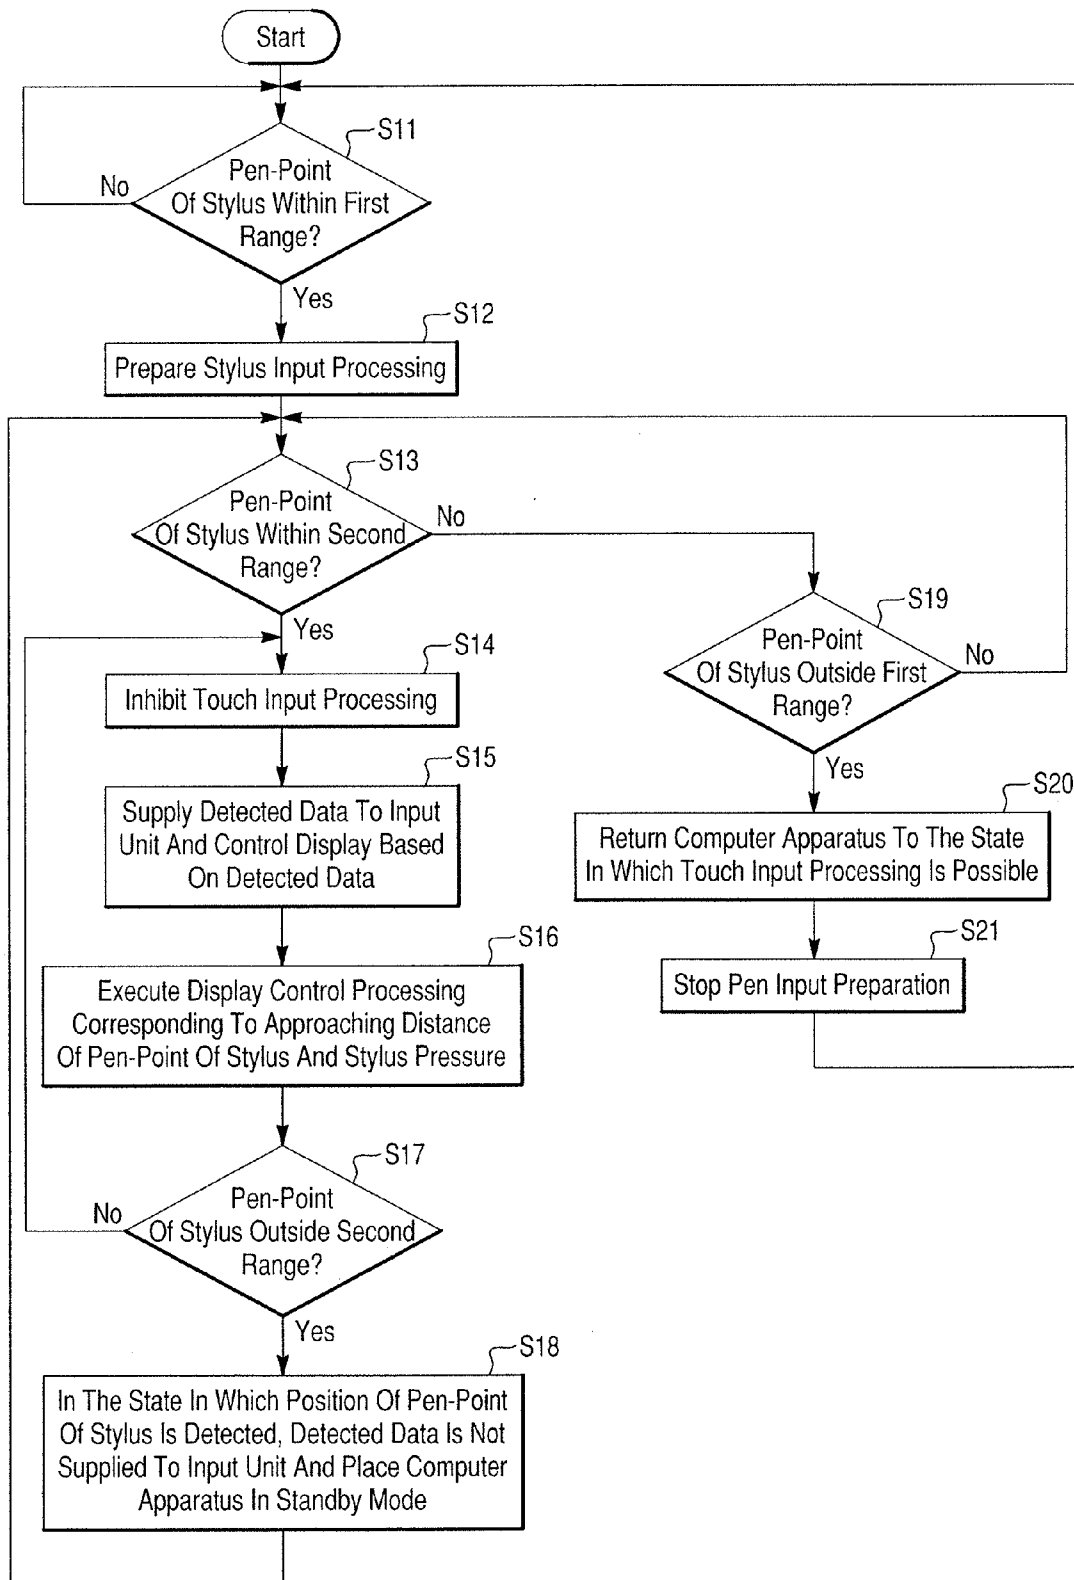 Start
S11
Pen-Point
Of Stylus Within First
Range?
No
Yes
S12
Prepare Stylus Input Processing
S13
Pen-Point
Of Stylus Within Second
Range?
No
Yes
S14
Inhibit Touch Input Processing
S15
Supply Detected Data To Input
Unit And Control Display Based
On Detected Data
S16
Execute Display Control Processing
Corresponding To Approaching Distance
Of Pen-Point Of Stylus And Stylus Pressure
S17
Pen-Point
Of Stylus Outside Second
Range?
No
Yes
S18
In The State In Which Position Of Pen-Point
Of Stylus Is Detected, Detected Data Is Not
Supplied To Input Unit And Place Computer
Apparatus In Standby Mode
S19
Pen-Point
Of Stylus Outside First
Range?
No
Yes
S20
Return Computer Apparatus To The State
In Which Touch Input Processing Is Possible
S21
Stop Pen Input Preparation